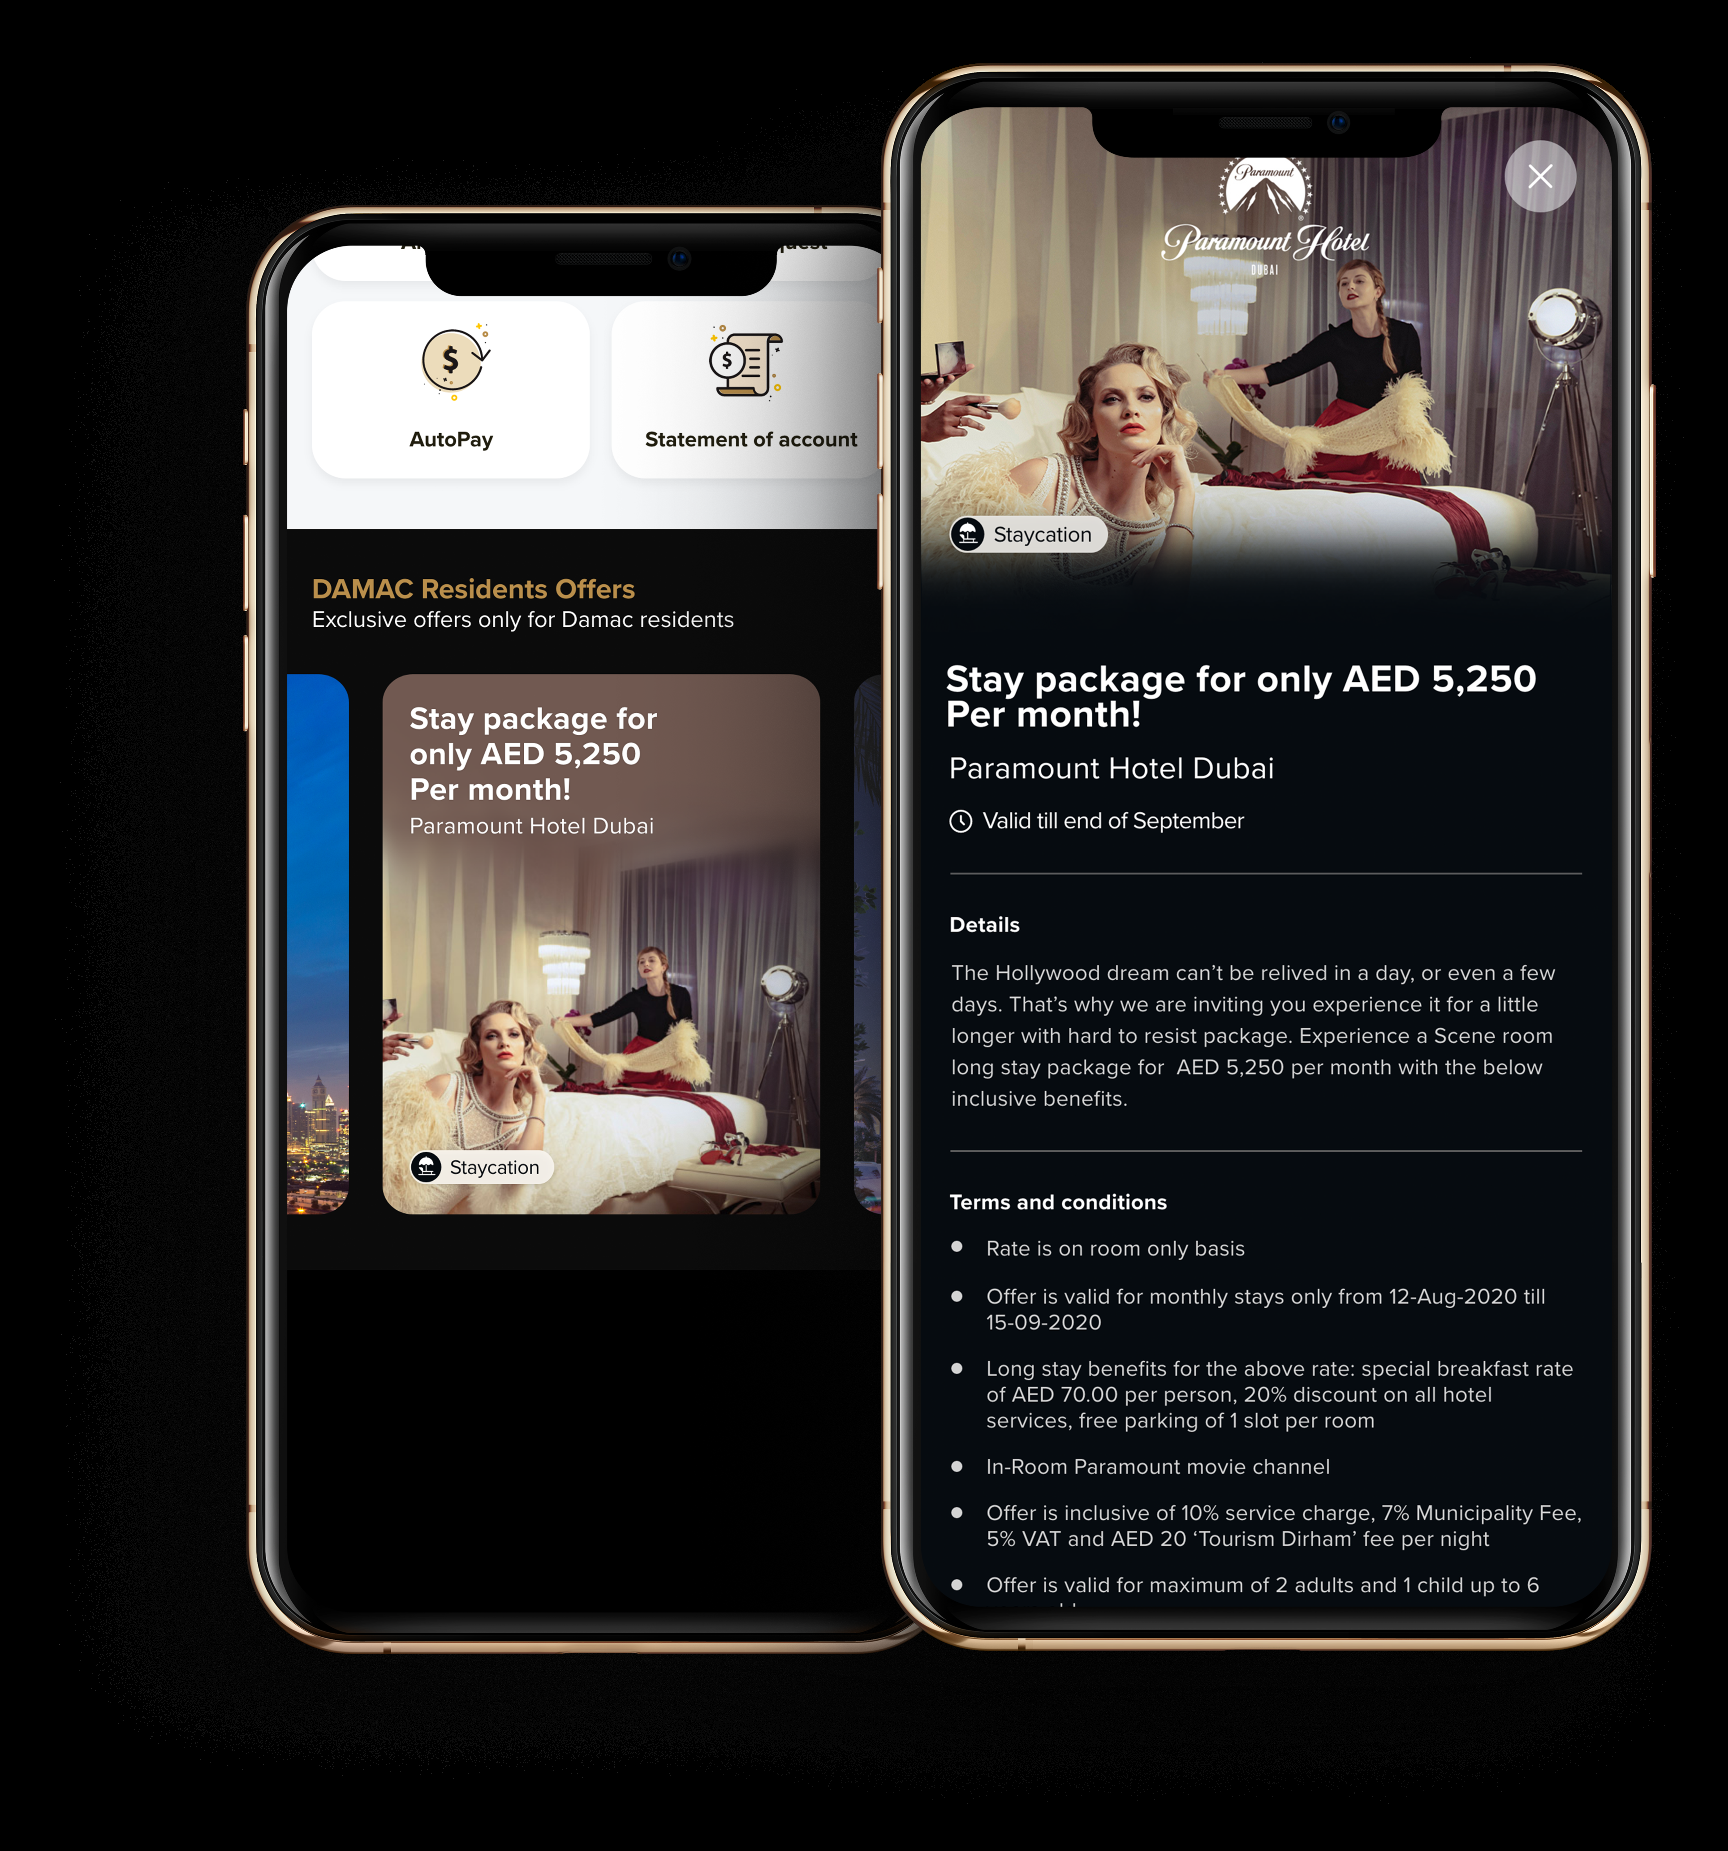 AutoPay
Statement of account
DAMAC Residents Offers
Exclusive offers only for Damac residents
Stay package for
only AED 5,250
Per month!
Paramount Hotel Dubai
Staycation
Paramount
Paramount Hotel
DUBAI
Staycation
Stay package for only AED 5,250
Per month!
Paramount Hotel Dubai
Valid till end of September
Details
The Hollywood dream can’t be relived in a day, or even a few
days. That’s why we are inviting you experience it for a little
longer with hard to resist package. Experience a Scene room
long stay package for  AED 5,250 per month with the below
inclusive benefits.
Terms and conditions
Rate is on room only basis
Offer is valid for monthly stays only from 12-Aug-2020 till
15-09-2020
Long stay benefits for the above rate: special breakfast rate
of AED 70.00 per person, 20% discount on all hotel
services, free parking of 1 slot per room
In-Room Paramount movie channel
Offer is inclusive of 10% service charge, 7% Municipality Fee,
5% VAT and AED 20 ‘Tourism Dirham’ fee per night
Offer is valid for maximum of 2 adults and 1 child up to 6